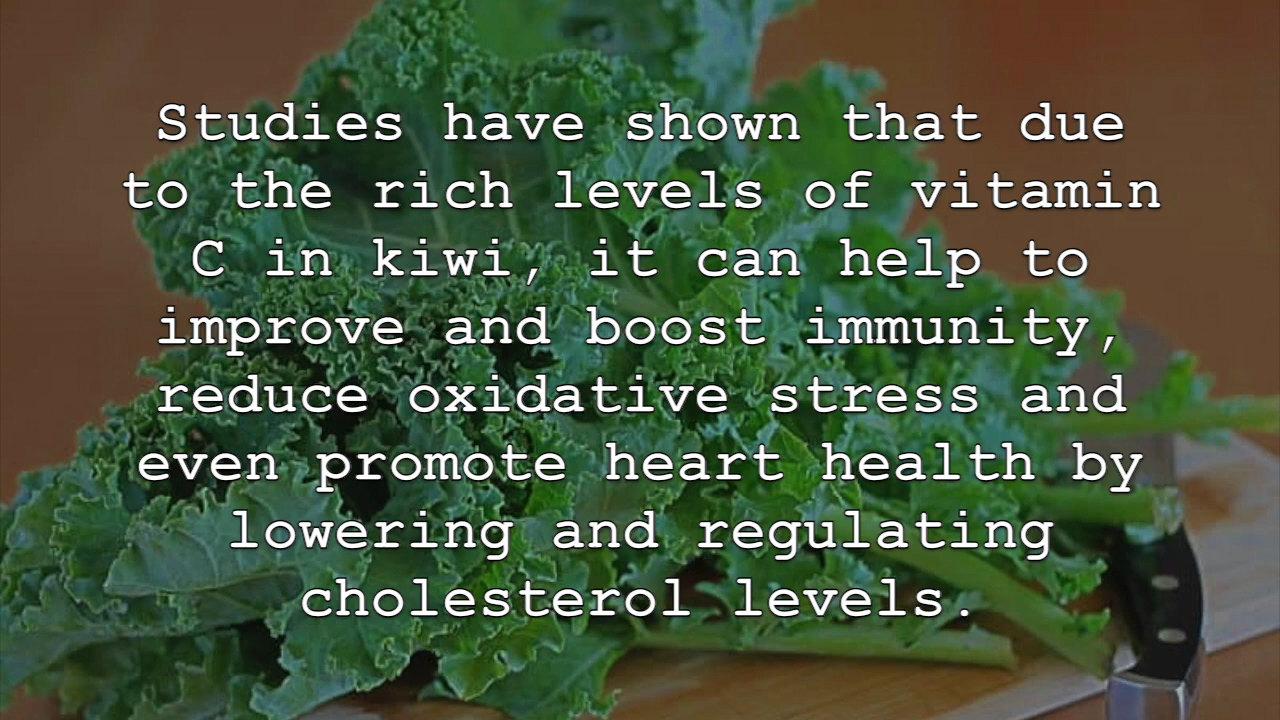 Studies have shown that due
to the rich levels of vitamin
C in kiwi, it can help to
improve and boost immunity,
reduce oxidative stress and
even promote heart health by
lowering and regulating
cholesterol levels.